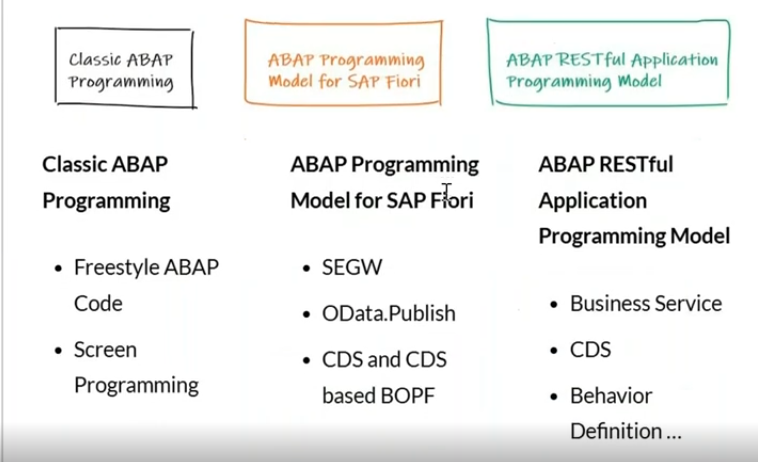 Classic ABAP
Programming
ABAP Programming
Model for SAP Fiori
ABAP RESTful Application
Programming Model
Classic ABAP
Programming
• Freestyle ABAP
Code
• Screen
Programming
ABAP Programming
Model for SAP Fiori
• SEGW
• OData.Publish
• CDS and CDS
based BOPF
ABAP RESTful
Application
Programming Model
• Business Service
• CDS
• Behavior
Definition ...